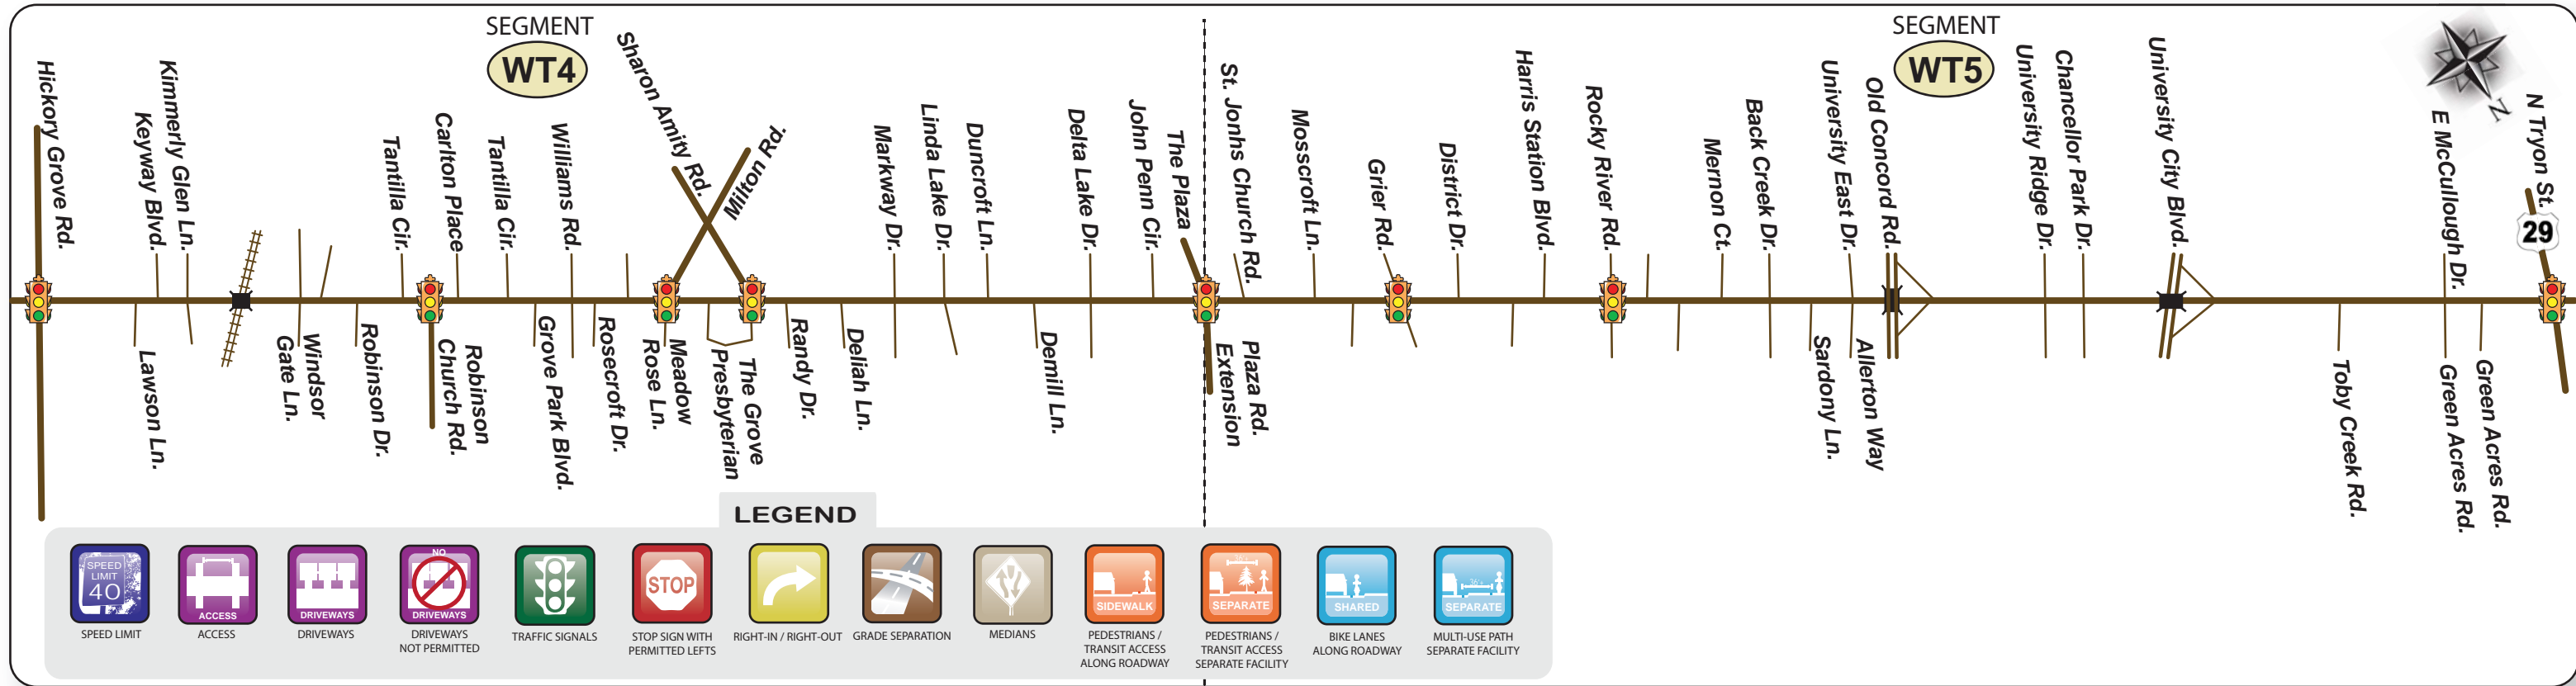 SEGMENT
WT4
SEGMENT
WT5
Hickory Grove Rd.
Keyway Blvd.
Kimmerly Glen Ln.
Tantilla Cir.
Carlton Place
Tantilla Cir.
Williams Rd.
Sharon Amity Rd.
Milton Rd.
Markway Dr.
Linda Lake Dr.
Duncroft Ln.
Delta Lake Dr.
John Penn Cir.
The Plaza
St. Jonhs Church Rd.
Mosscroft Ln.
Grier Rd.
District Dr.
Harris Station Blvd.
Rocky River Rd.
Mernon Ct.
Back Creek Dr.
University East Dr.
Old Concord Rd.
University Ridge Dr.
Chancellor Park Dr.
University City Blvd.
E McCullough Dr.
N Tryon St.
N
29
Lawson Ln.
Windsor
Gate Ln.
Robinson Dr.
Robinson
Church Rd.
Grove Park Blvd.
Rosecroft Dr.
Meadow
Rose Ln.
The Grove
Presbyterian
Randy Dr.
Deliah Ln.
Demill Ln.
Plaza Rd.
Extension
Sardony Ln.
Allerton Way
Toby Creek Rd.
Green Acres Rd.
Green Acres Rd.
LEGEND
SPEED
LIMIT
40
SPEED LIMIT
ACCESS
ACCESS
DRIVEWAYS
DRIVEWAYS
NO
DRIVEWAYS
DRIVEWAYS
NOT PERMITTED
TRAFFIC SIGNALS
STOP
STOP SIGN WITH
PERMITTED LEFTS
RIGHT-IN / RIGHT-OUT
GRADE SEPARATION
MEDIANS
SIDEWALK
PEDESTRIANS /
TRANSIT ACCESS
ALONG ROADWAY
SEPARATE
PEDESTRIANS /
TRANSIT ACCESS
SEPARATE FACILITY
SHARED
BIKE LANES
ALONG ROADWAY
SEPARATE
MULTI-USE PATH
SEPARATE FACILITY